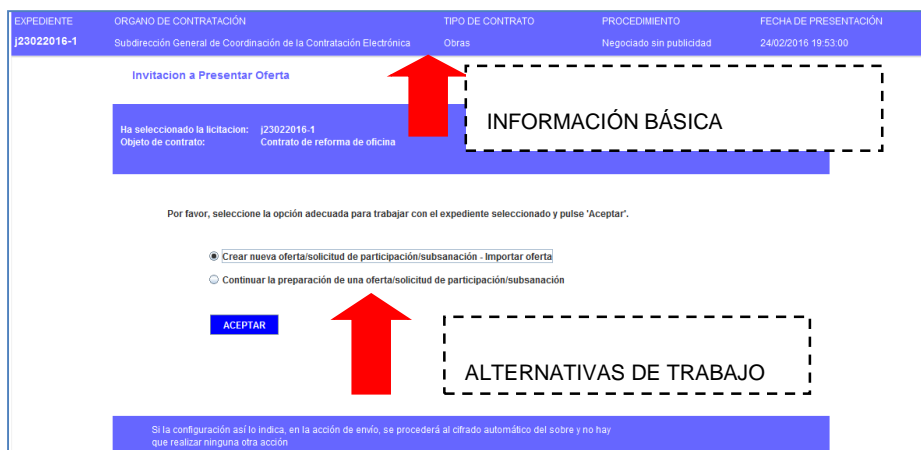 EXPEDIENTE ORGANO DE CONTRATACIÓN TIPO DE CONTRATO PROCEDIMIENTO FECHA DE PRESENTACIÓN
j23022016-1 Subdirección General de Coordinación de la Contratación Electrónica Obras Negociado sin publicidad 24/02/2016 19:53:00
Invitacion a Presentar Oferta
INFORMACIÓN BÁSICA
Ha seleccionado la licitacion: j23022016-1
Objeto de contrato: Contrato de reforma de oficina
Por favor, seleccione la opción adecuada para trabajar con el expediente seleccionado y pulse 'Aceptar'.
Crear nueva oferta/solicitud de participación/subsanación - Importar oferta
Continuar la preparación de una oferta/solicitud de participación/subsanación
ACEPTAR
ALTERNATIVAS DE TRABAJO
Si la configuración así lo indica, en la acción de envío, se procederá al cifrado automático del sobre y no hay
que realizar ninguna otra acción